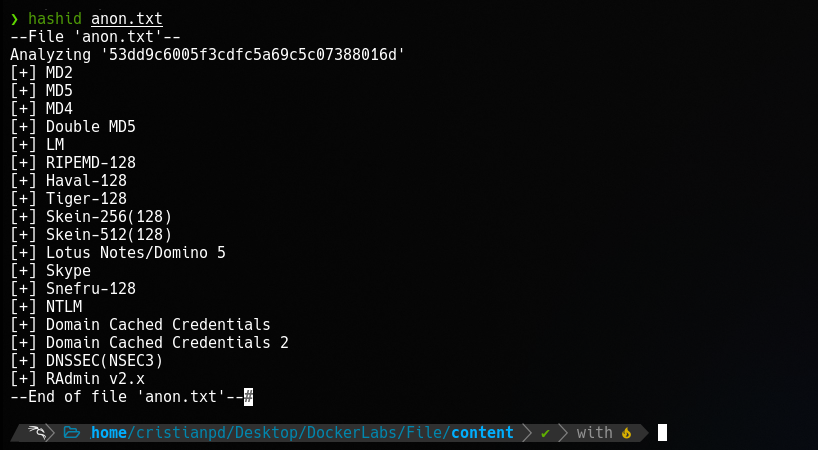 ❯ hashid anon.txt
--File 'anon.txt'--
Analyzing '53dd9c6005f3cdfc5a69c5c07388016d'
[+] MD2
[+] MD5
[+] MD4
[+] Double MD5
[+] LM
[+] RIPEMD-128
[+] Haval-128
[+] Tiger-128
[+] Skein-256(128)
[+] Skein-512(128)
[+] Lotus Notes/Domino 5
[+] Skype
[+] Snefru-128
[+] NTLM
[+] Domain Cached Credentials
[+] Domain Cached Credentials 2
[+] DNSSEC(NSEC3)
[+] RAdmin v2.x
--End of file 'anon.txt'--#
home/cristianpd/Desktop/DockerLabs/File/content ✔ with